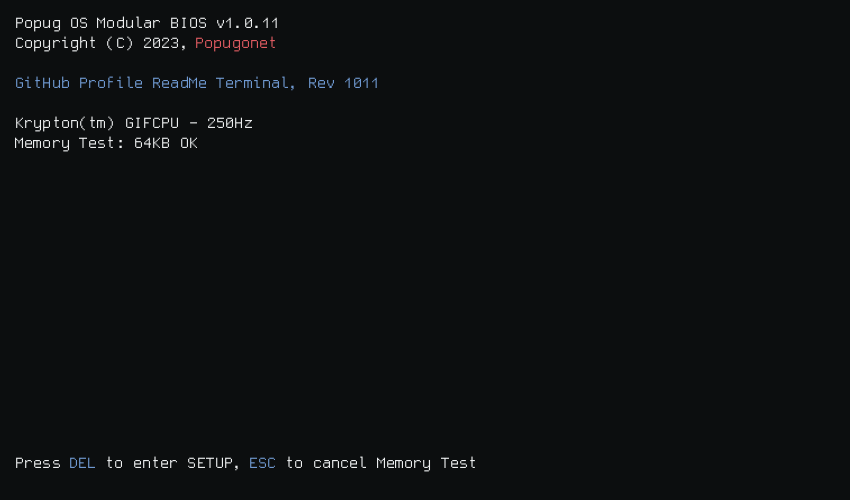 Popug OS Modular BIOS v1.0.11
Copyright (C) 2023, Popugonet
GitHub Profile ReadMe Terminal, Rev 1011
Krypton(tm) GIFCPU - 250Hz
Memory Test: 64KB OK
Press DEL to enter SETUP, ESC to cancel Memory Test